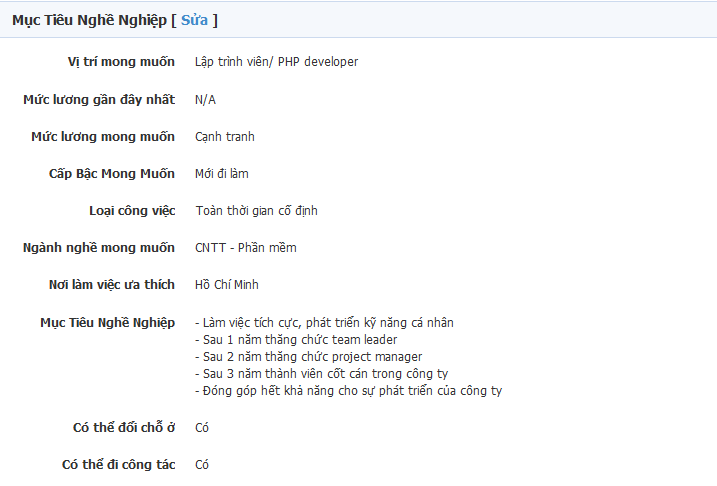 Mục Tiêu Nghề Nghiệp [ Sửa ]
Vị trí mong muốn Lập trình viên/ PHP developer
Mức lương gần đây nhất N/A
Mức lương mong muốn Cạnh tranh
Cấp Bậc Mong Muốn Mới đi làm
Loại công việc Toàn thời gian cố định
Ngành nghề mong muốn CNTT - Phần mềm
Nơi làm việc ưa thích Hồ Chí Minh
Mục Tiêu Nghề Nghiệp - Làm việc tích cực, phát triển kỹ năng cá nhân
- Sau 1 năm thăng chức team leader
- Sau 2 năm thăng chức project manager
- Sau 3 năm thành viên cốt cán trong công ty
- Đóng góp hết khả năng cho sự phát triển của công ty
Có thể đổi chỗ ở Có
Có thể đi công tác Có